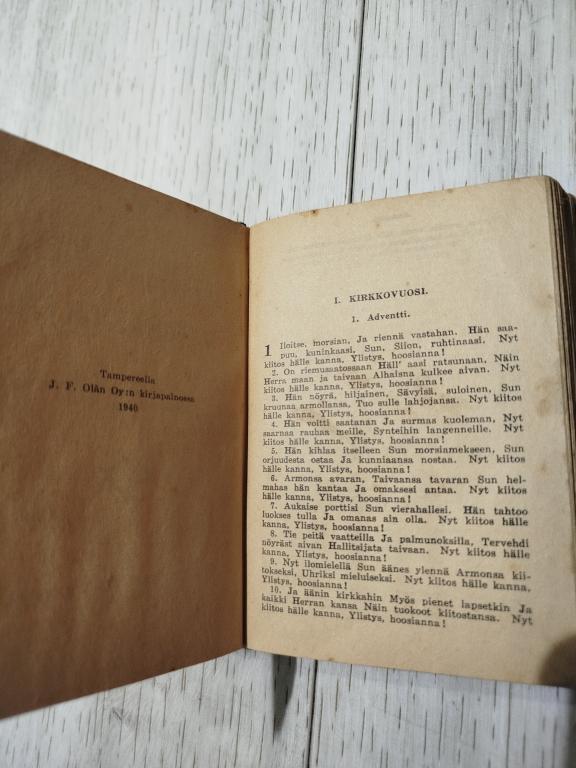 Tampereella
J. F. Olán Oy:n kirjapainossa
1940
I. KIRKKOVUOSI.
1. Adventti.
1 Iloitse, morsian, Ja riennä vastahan. Hän saa-
puu, kuninkaasi, Sun, Siion, ruhtinaasi. Nyt
kiitos hälle kanna, Ylistys, hoosianna!
2. On riemusaatossaan Häll' aasi ratsunaan, Näin
Herra maan ja taivaan Alhaisna kulkee aivan. Nyt
kiitos hälle kanna, Ylistys, hoosianna!
3. Hän nöyrä, hiljainen, Sävyisä, suloinen, Sun
kruunaa armollansa, Tuo sulle lahjojansa. Nyt
kiitos hälle kanna, Ylistys, hoosianna!
4. Hän voitti saatanan Ja surmas kuoleman, Nyt
saarnaa rauhaa meille, Synteihin langenneille. Nyt
kiitos hälle kanna, Ylistys, hoosianna!
5. Hän kihlaa itselleen Sun morsiamekseen, Sun
orjuudesta ostaa Ja kunniaansa nostaa. Nyt kiitos
hälle kanna, Ylistys, hoosianna!
6. Armonsa avaran, Taivaansa tavaran Sun hel-
mahas hän kantaa Ja omaksesi antaa. Nyt kiitos
hälle kanna, Ylistys, hoosianna!
7. Aukaise porttisi Sun vierahallesi. Hän tahtoo
luokses tulla Ja omanas ain olla. Nyt kiitos hälle
kanna, Ylistys, hoosianna!
8. Tie peitä vaatteilla Ja palmunoksilla, Tervehdi
nöyräst aivan Hallitsijata taivaan. Nyt kiitos hälle
kanna, Ylistys, hoosianna!
9. Nyt ilomielellä Sun äänes ylennä Armonsa kii-
tokseksi, Uhriksi mieluiseksi. Nyt kiitos hälle kanna,
Ylistys, hoosianna!
10. Ja äänin kirkkahin Myös pienet lapsetkin Ja
kaikki Herran kansa Näin tuokoot kiitostansa. Nyt
kiitos hälle kanna, Ylistys, hoosianna!